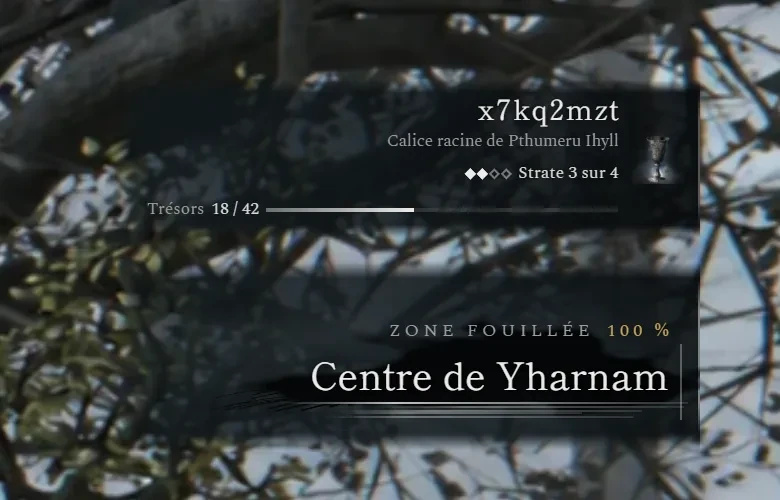 x7kq2mzt
Calice racine de Pthumeru Ihyll
Strate 3 sur 4
Trésors 18 / 42
ZONE FOUILLÉE 100 %
Centre de Yharnam